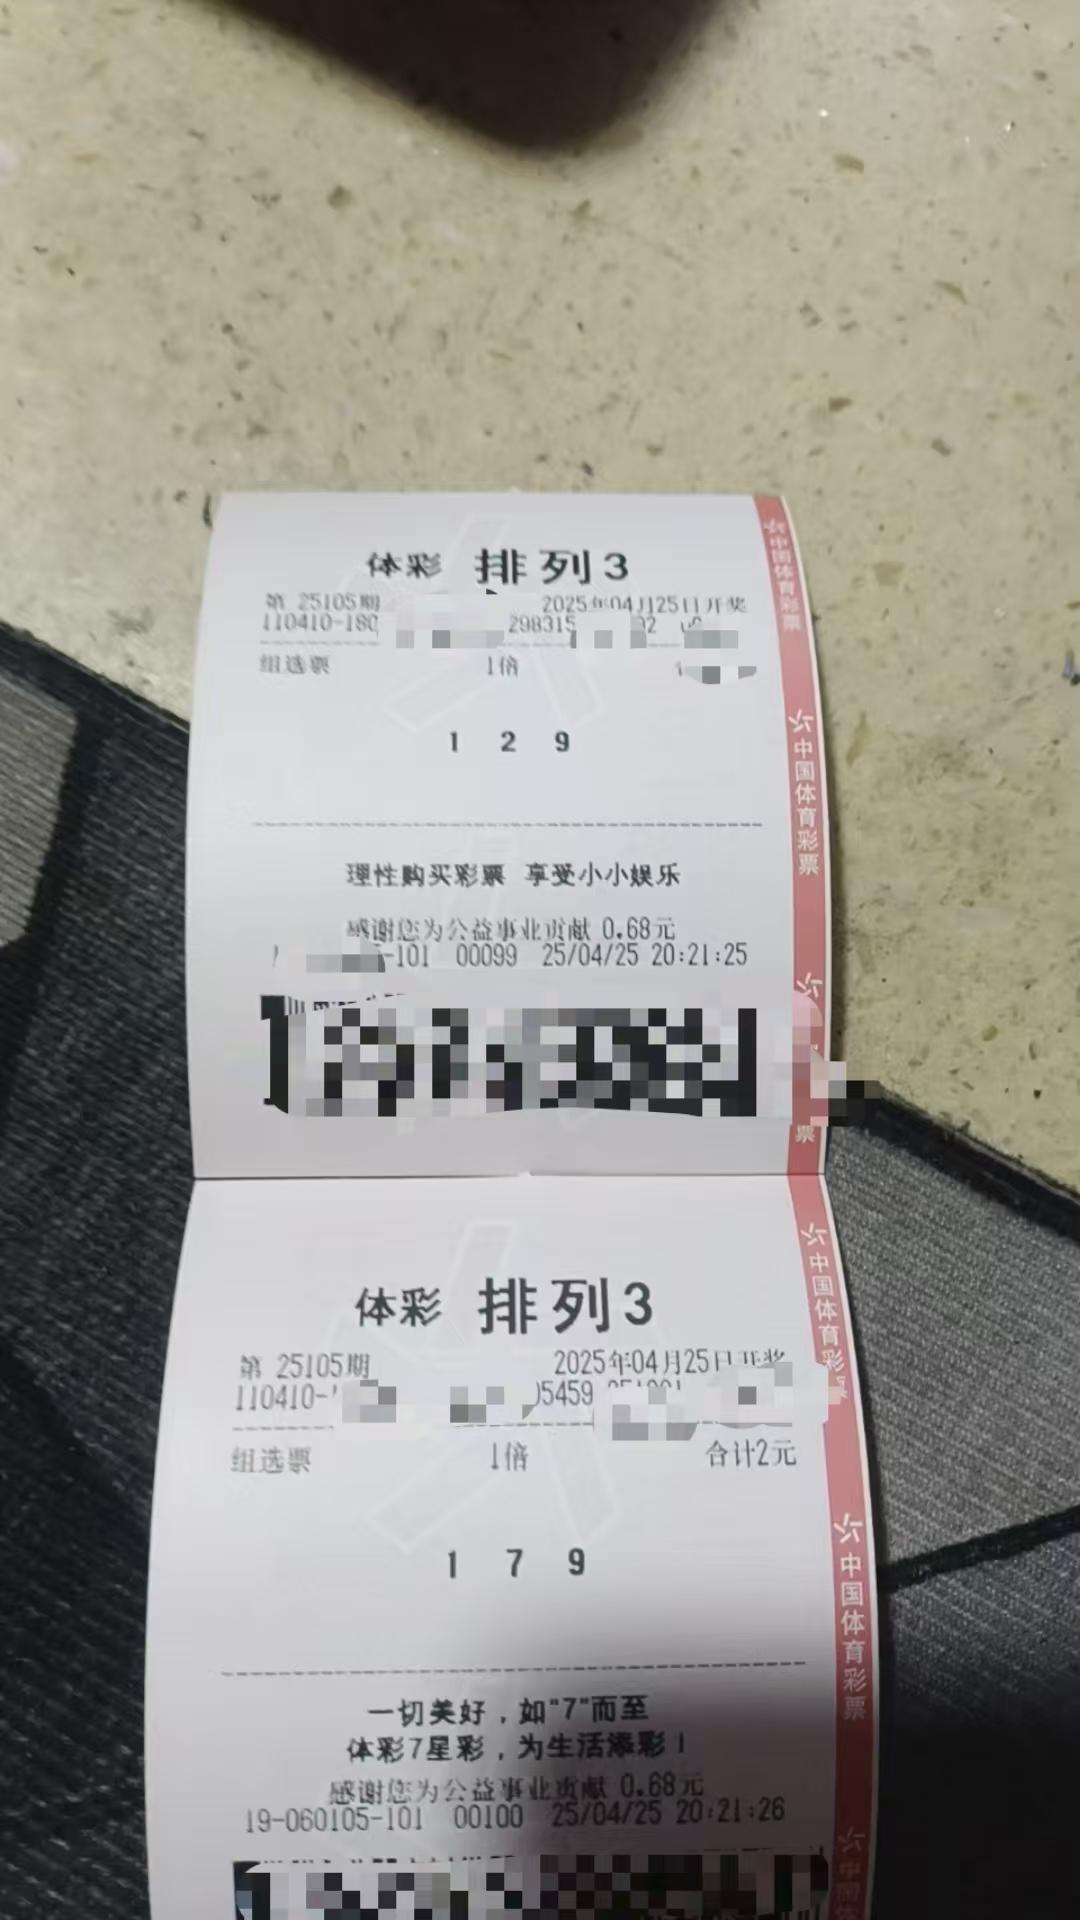 体彩 排列3
第 25105期 2025年04月25日开奖
110410-180 298315
组选票 1倍
1 2 9
理性购买彩票 享受小小娱乐
感谢您为公益事业贡献 0.68元
-101 00099 25/04/25 20:21:25
中国体育彩票
中国体育彩票
票
体彩 排列3
第 25105期 2025年04月25日开奖
110410- 05459
组选票 1倍 合计2元
1 7 9
一切美好，如"7"而至
体彩7星彩，为生活添彩！
感谢您为公益事业贡献 0.68元
19-060105-101 00100 25/04/25 20:21:26
中国体育彩票
中国体育彩票
中国体